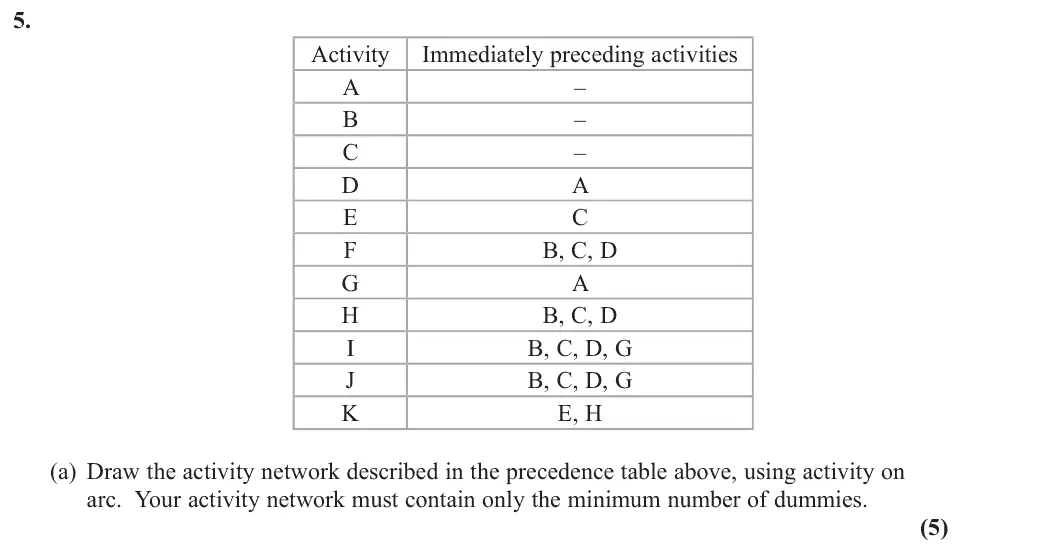 5.
Activity Immediately preceding activities
A –
B –
C –
D A
E C
F B, C, D
G A
H B, C, D
I B, C, D, G
J B, C, D, G
K E, H
(a) Draw the activity network described in the precedence table above, using activity on
arc. Your activity network must contain only the minimum number of dummies.
(5)